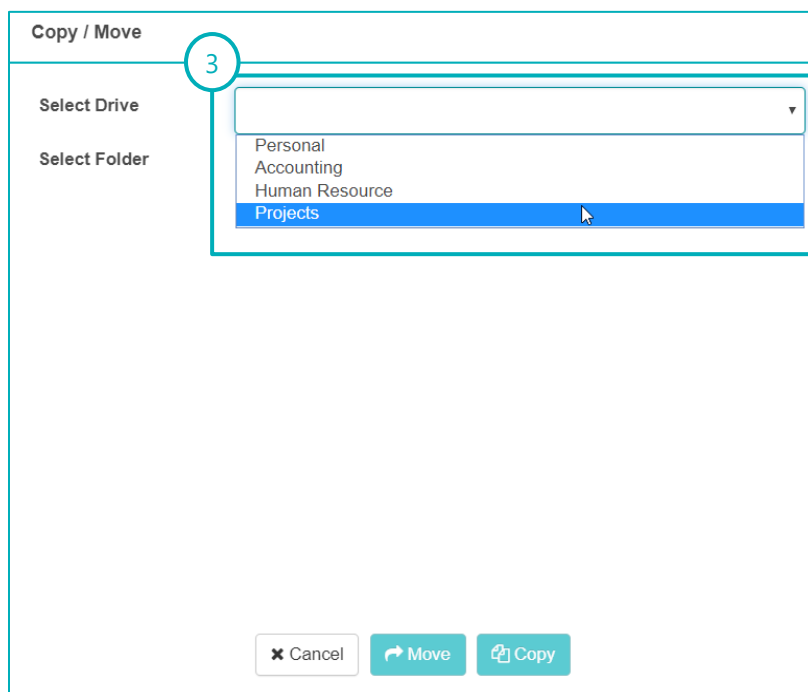 Copy / Move
3
Select Drive
Select Folder
Personal
Accounting
Human Resource
Projects
Cancel
Move
Copy